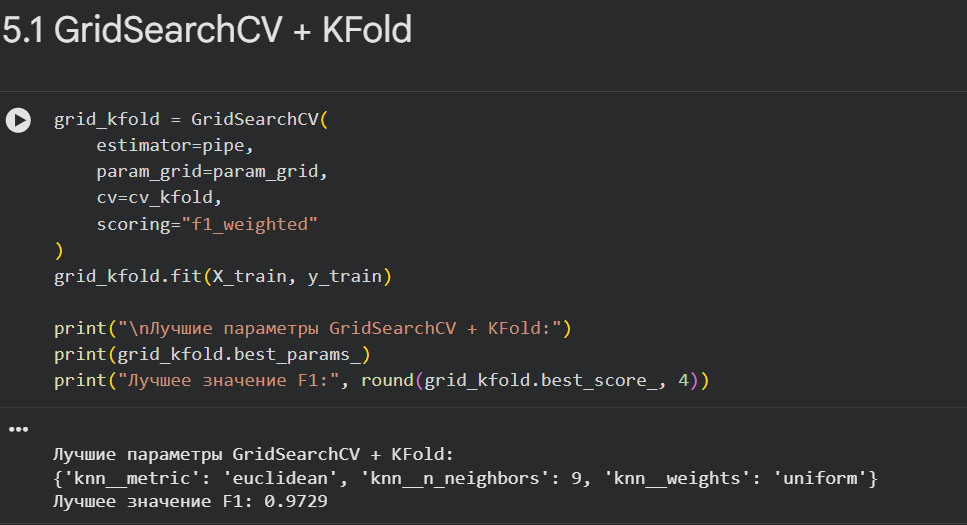 5.1 GridSearchCV + KFold
grid_kfold = GridSearchCV(
    estimator=pipe,
    param_grid=param_grid,
    cv=cv_kfold,
    scoring="f1_weighted"
)
grid_kfold.fit(X_train, y_train)

print("\nЛучшие параметры GridSearchCV + KFold:")
print(grid_kfold.best_params_)
print("Лучшее значение F1:", round(grid_kfold.best_score_, 4))
...
Лучшие параметры GridSearchCV + KFold:
{'knn__metric': 'euclidean', 'knn__n_neighbors': 9, 'knn__weights': 'uniform'}
Лучшее значение F1: 0.9729